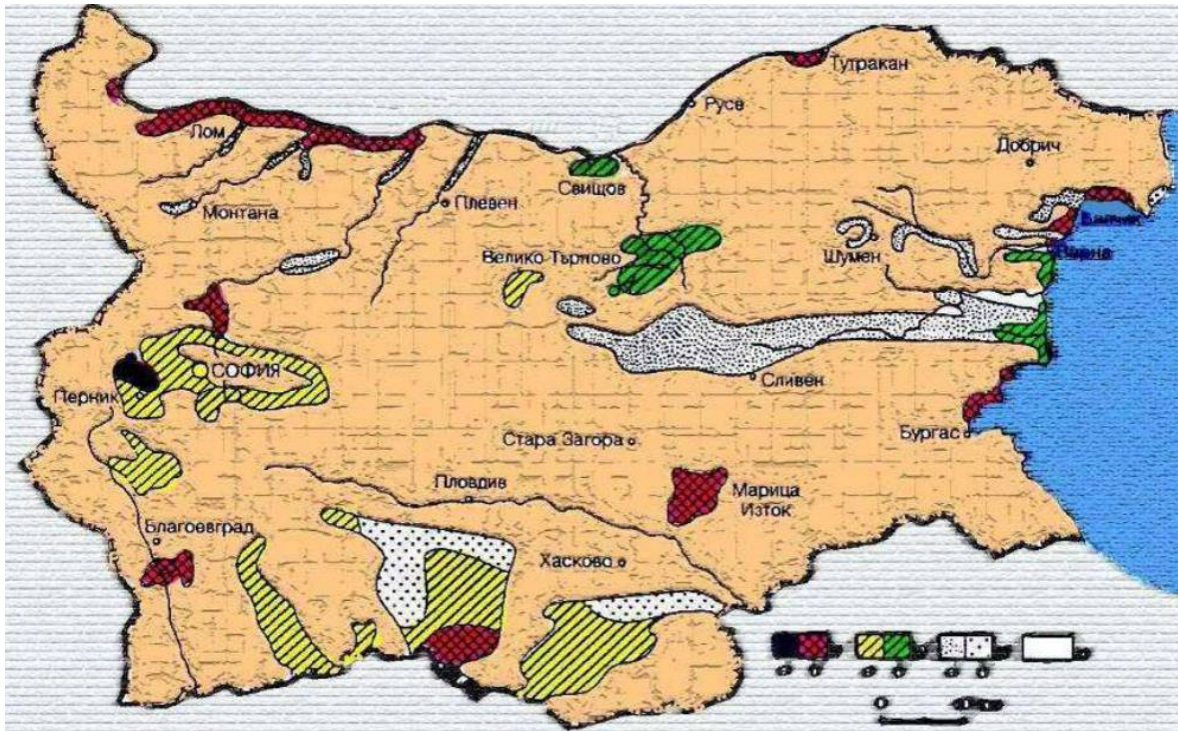 Тутракан
Русе
Лом
Добрич
Свищов
Плевен
Монтана
Балчик
Варна
Шумен
Велико Търново
СОФИЯ
Перник
Сливен
Стара Загора
Бургас
Пловдив
Марица
Изток
Благоевград
Хасково